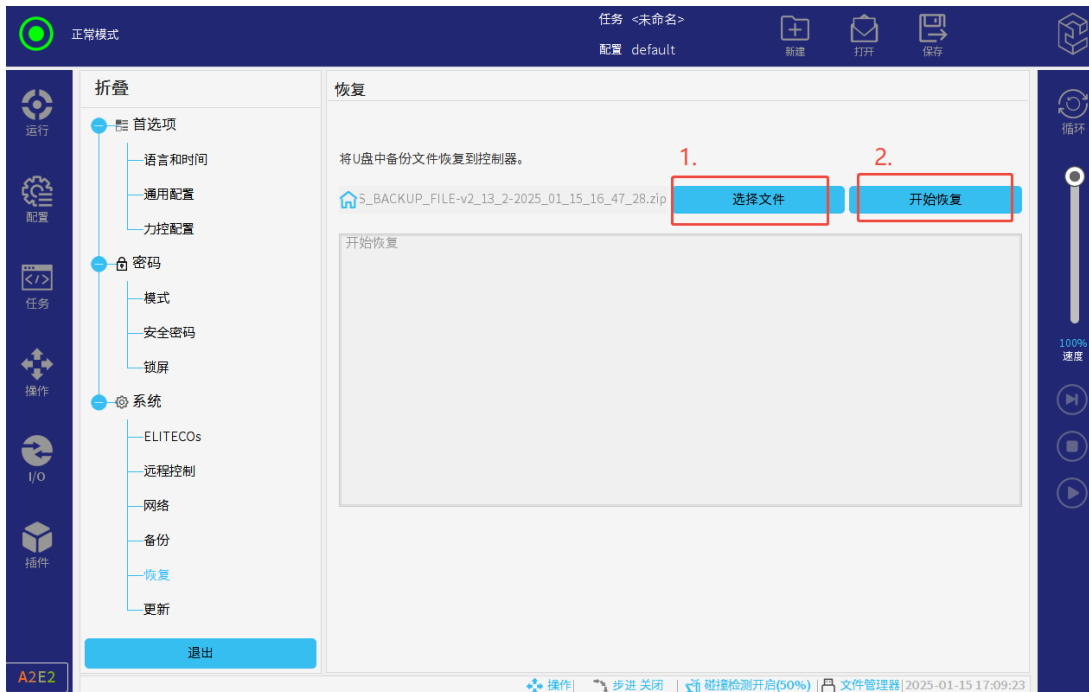 正常模式
任务 <未命名>
配置 default
新建
打开
保存
运行
配置
任务
操作
I/O
插件
A2E2
折叠
首选项
语言和时间
通用配置
力控配置
密码
模式
安全密码
锁屏
系统
ELITECOs
远程控制
网络
备份
恢复
更新
退出
恢复
将U盘中备份文件恢复到控制器。
1.
2.
S_BACKUP_FILE-v2_13_2-2025_01_15_16_47_28.zip
选择文件
开始恢复
开始恢复
循环
100%
速度
操作| 步进 关闭 | 碰撞检测开启(50%) | 文件管理器| 2025-01-15 17:09:23